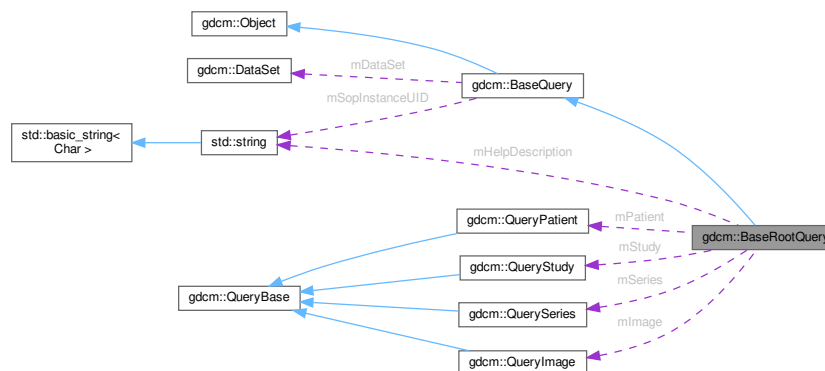 gdcm::Object
mDataSet
gdcm::DataSet
gdcm::BaseQuery
mSopInstanceUID
std::basic_string<
Char >
std::string
mHelpDescription
gdcm::QueryPatient
mPatient
gdcm::BaseRootQuery
mStudy
gdcm::QueryStudy
mSeries
gdcm::QueryBase
gdcm::QuerySeries
mImage
gdcm::QueryImage